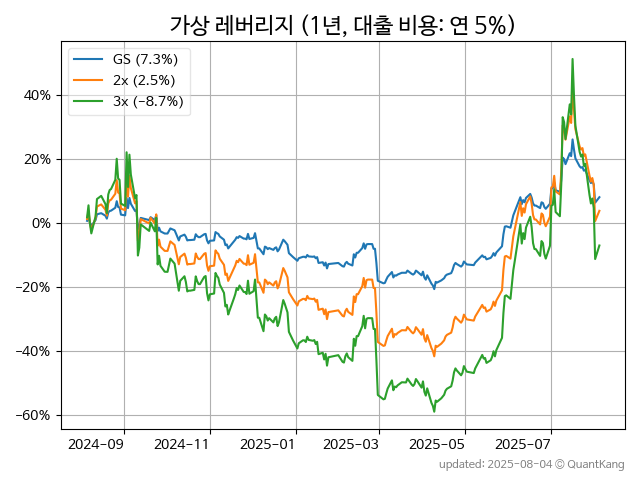 가상 레버리지 (1년, 대출 비용: 연 5%)
GS (7.3%)
2x (2.5%)
3x (−8.7%)
40%
20%
0%
−20%
−40%
−60%
2024-09 2024-11 2025-01 2025-03 2025-05 2025-07
updated: 2025-08-04 © QuantKang